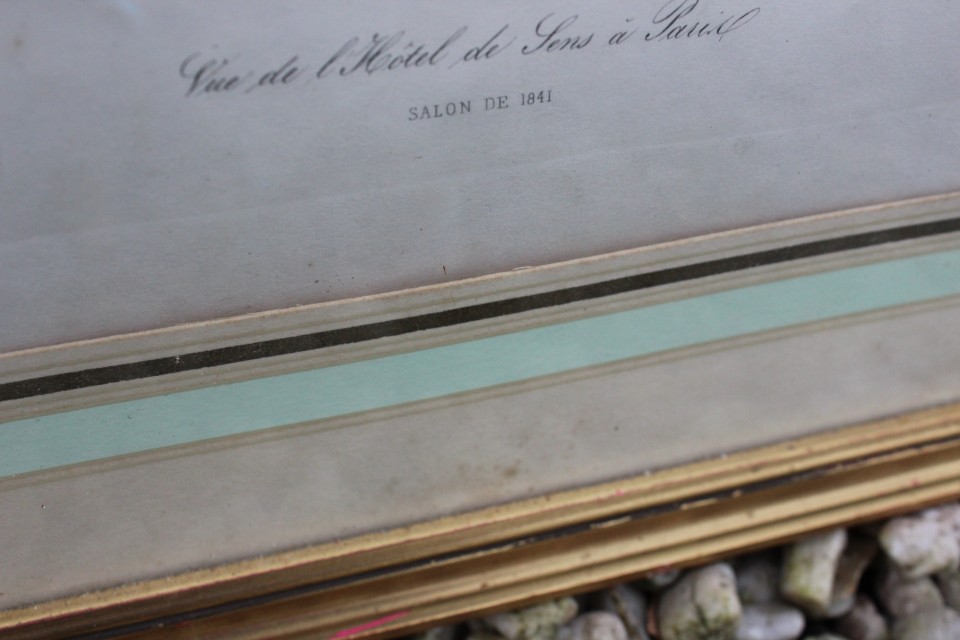 Vue de l'Hôtel de Sens à Paris
SALON DE 1841